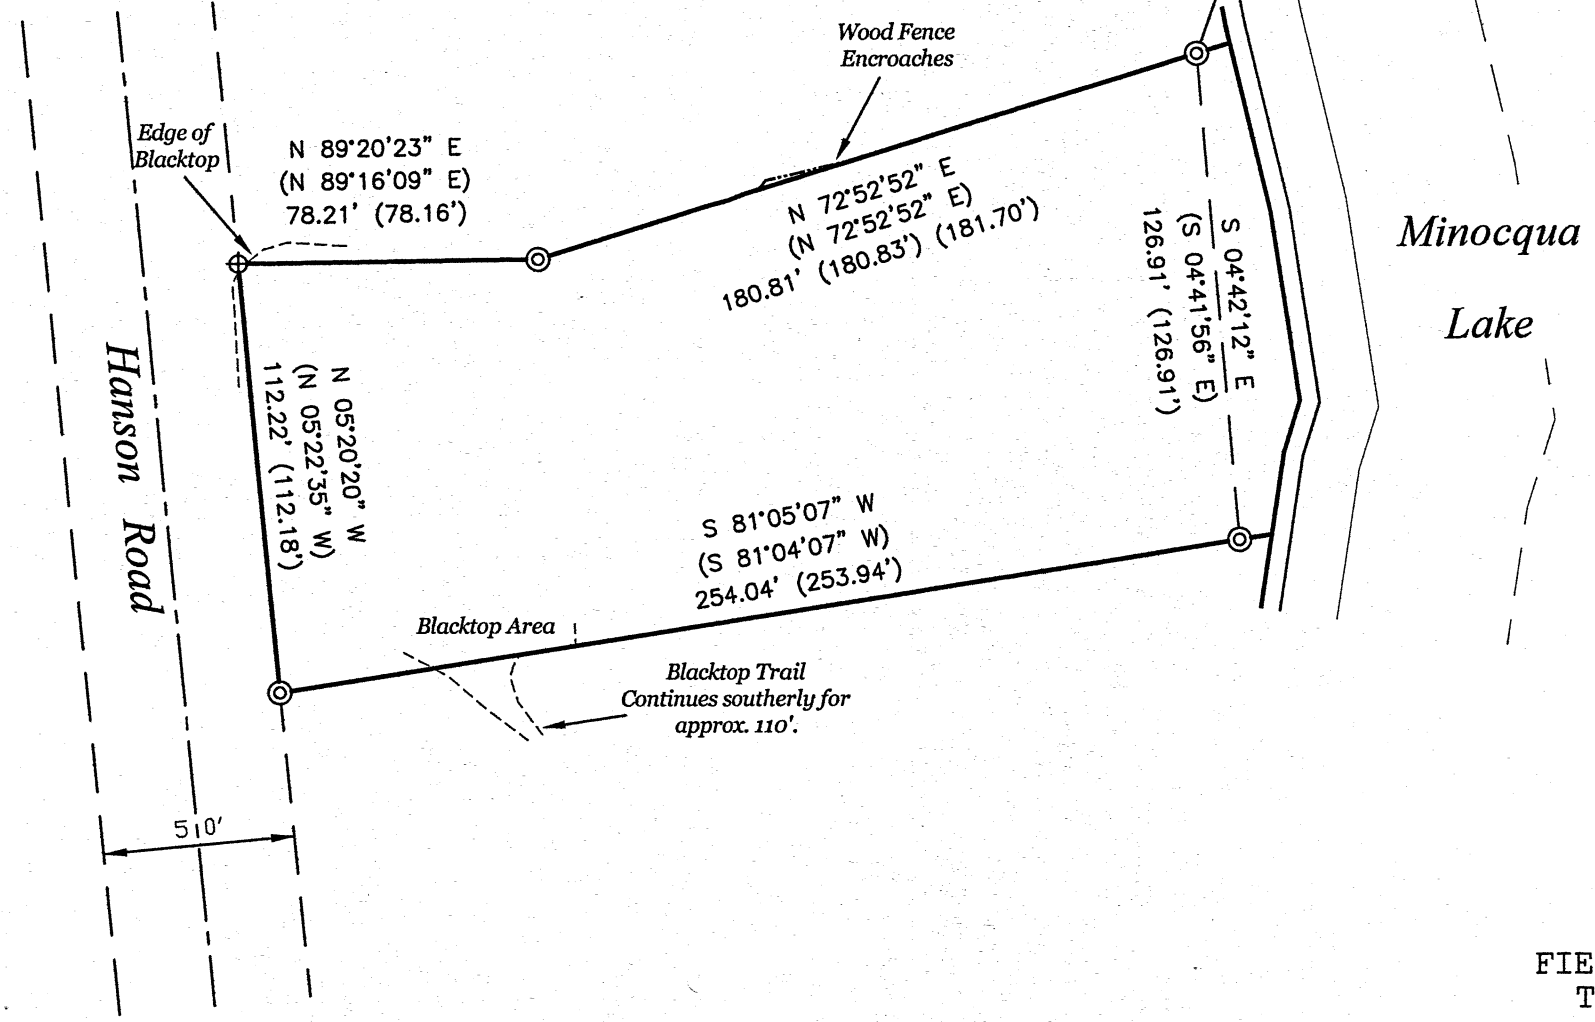 Wood Fence
Encroaches
Edge of
Blacktop
N 89°20'23" E
(N 89°16'09" E)
78.21' (78.16')
N 72°52'52" E
(N 72°52'52" E)
180.81' (180.83') (181.70')
S 04°42'12" E
(S 04°41'56" E)
126.91' (126.91')
Minocqua
Lake
Hanson Road
N 05°20'20" W
(N 05°22'35" W)
112.22' (112.18')
S 81°05'07" W
(S 81°04'07" W)
254.04' (253.94')
Blacktop Area
Blacktop Trail
Continues southerly for
approx. 110'.
50'
FIE
T